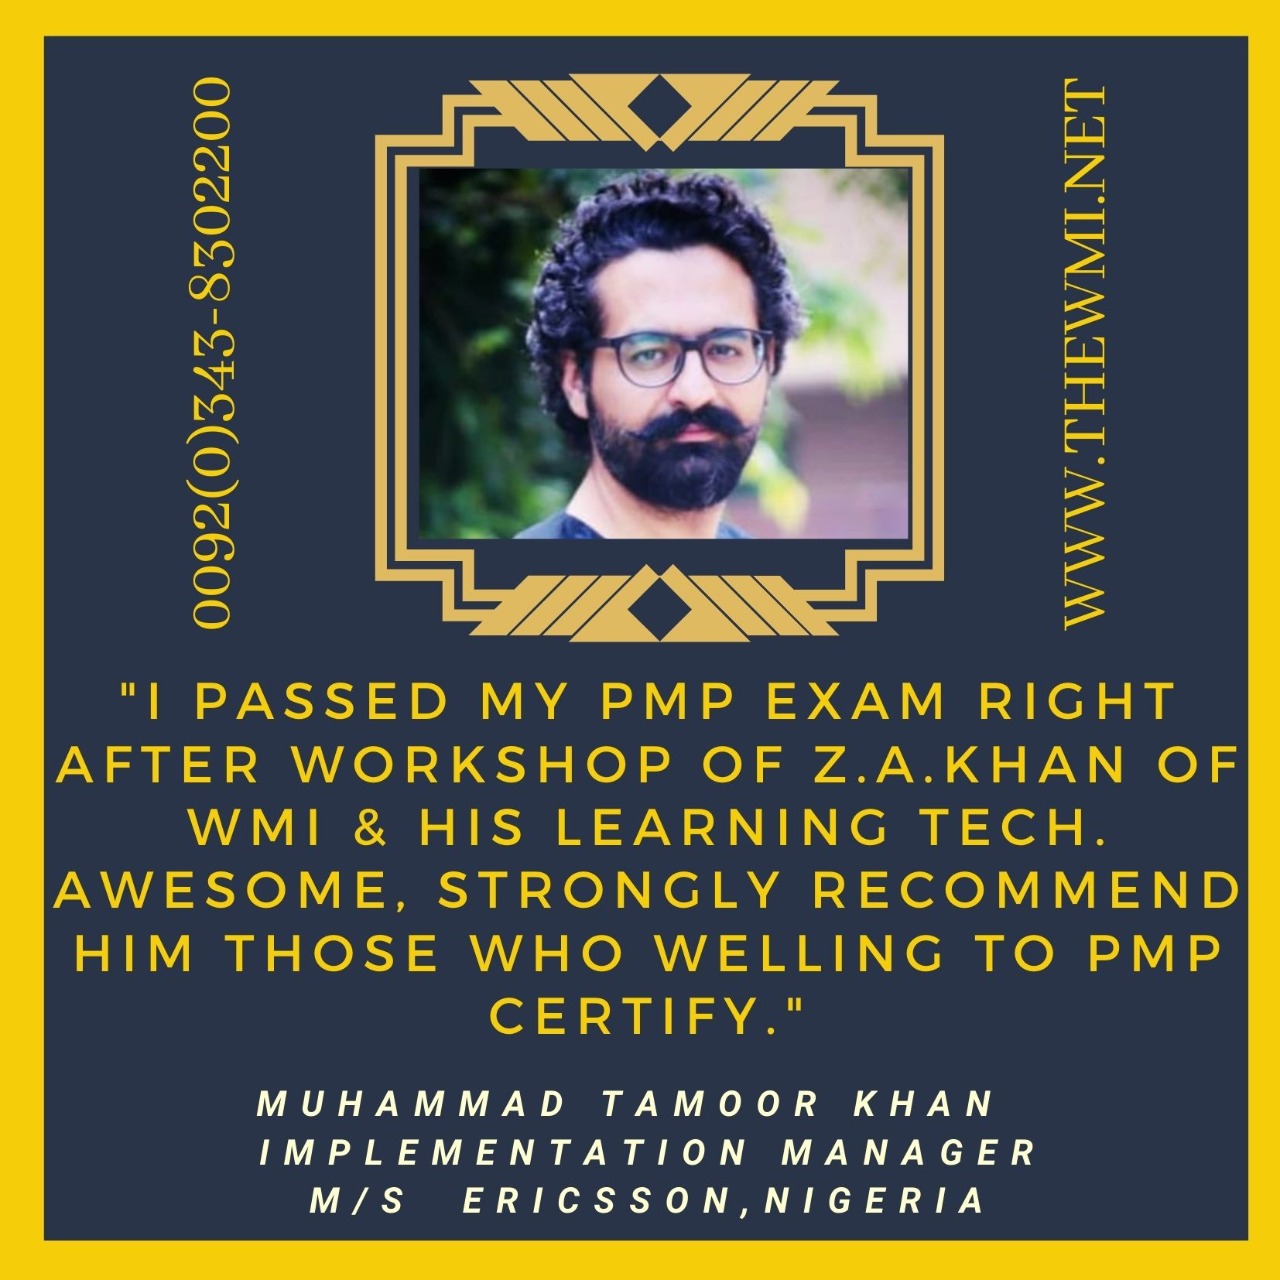 0092(0)343-8302200
WWW.THEWMI.NET
"I PASSED MY PMP EXAM RIGHT
AFTER WORKSHOP OF Z.A.KHAN OF
WMI & HIS LEARNING TECH.
AWESOME, STRONGLY RECOMMEND
HIM THOSE WHO WELLING TO PMP
CERTIFY."
MUHAMMAD TAMOOR KHAN
IMPLEMENTATION MANAGER
M/S ERICSSON,NIGERIA